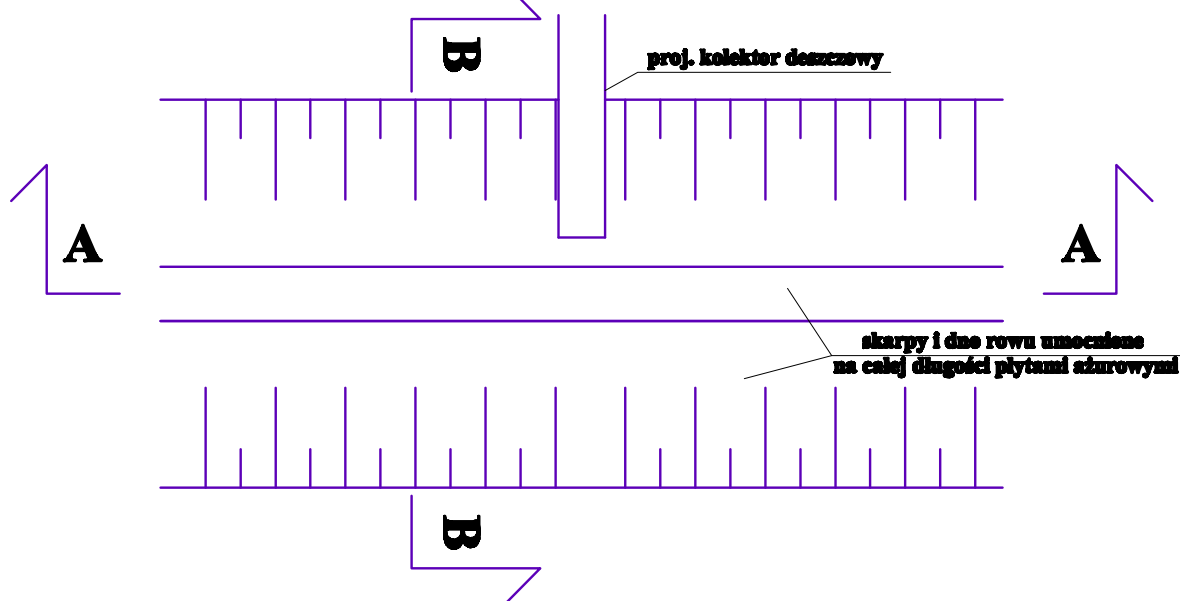 B
proj. kolektor deszczowy
A
A
skarpy i dno rowu umocnione
na całej długości płytami ażurowymi
B